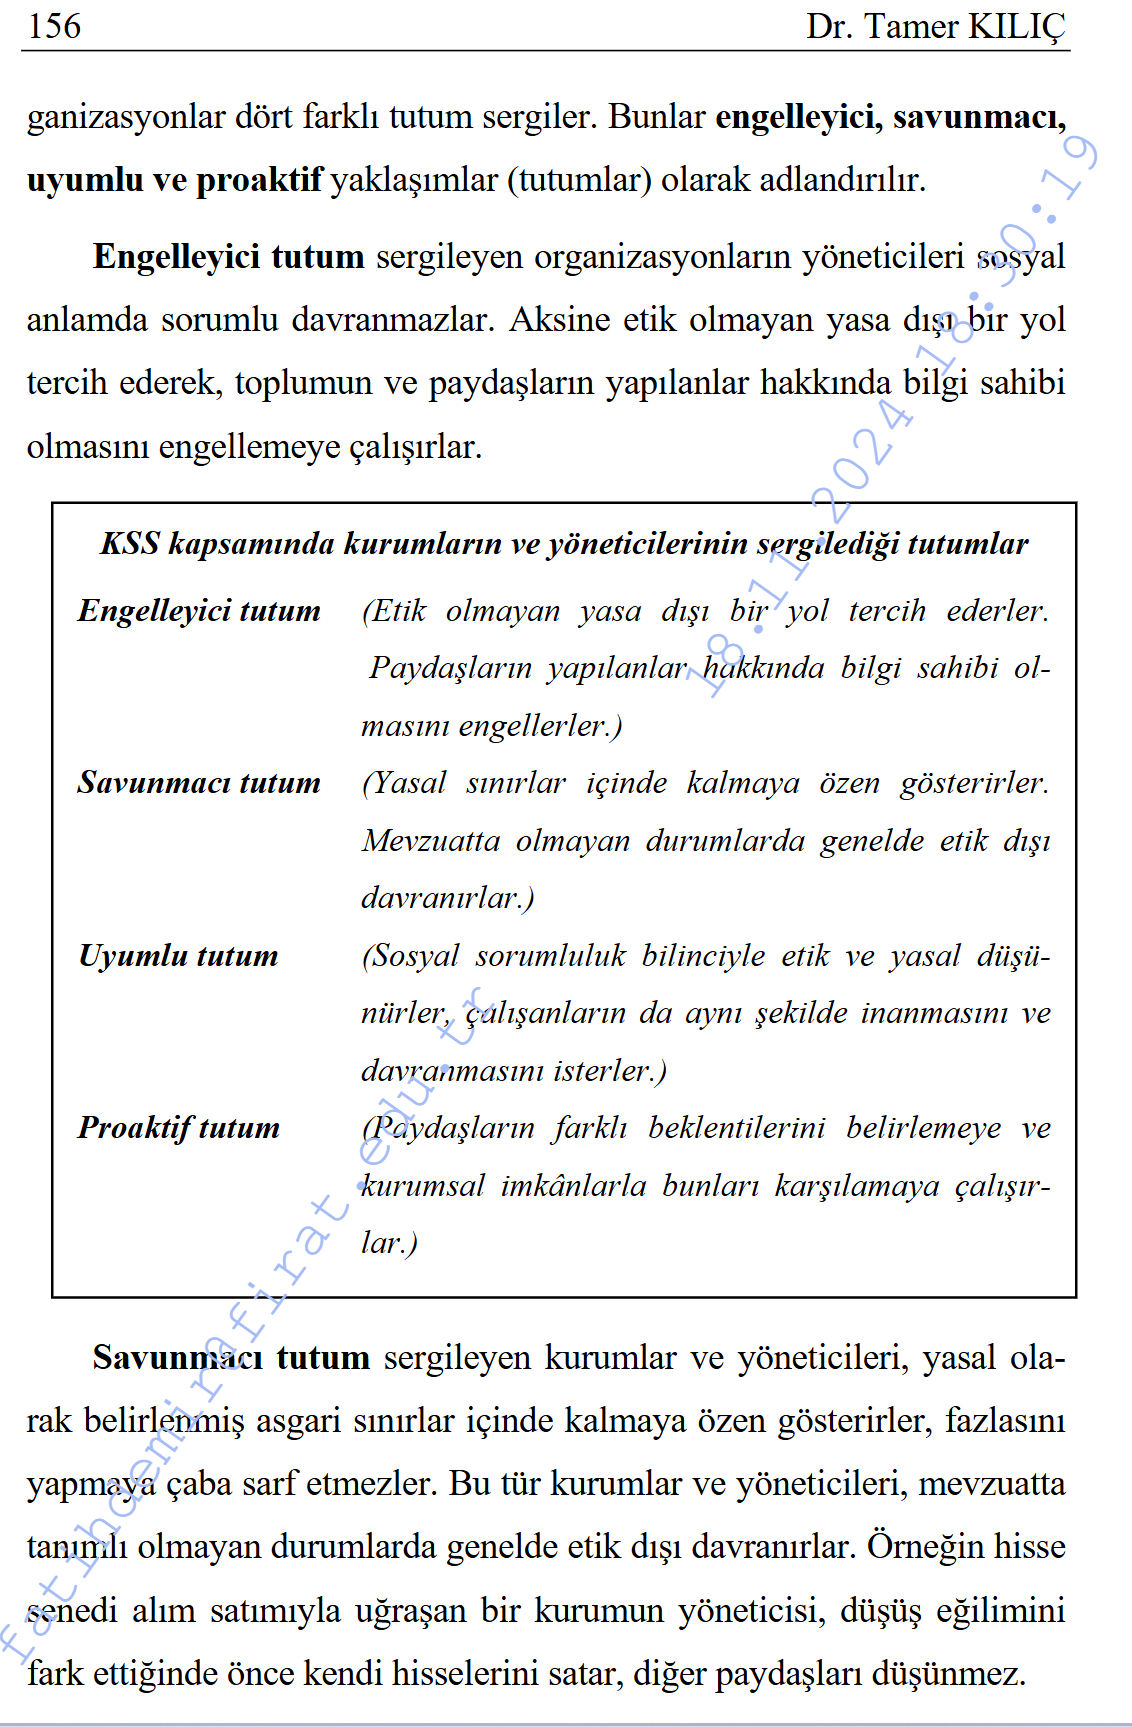 156 Dr. Tamer KILIÇ
ganizasyonlar dört farklı tutum sergiler. Bunlar engelleyici, savunmacı,
uyumlu ve proaktif yaklaşımlar (tutumlar) olarak adlandırılır.
Engelleyici tutum sergileyen organizasyonların yöneticileri sosyal
anlamda sorumlu davranmazlar. Aksine etik olmayan yasa dışı bir yol
tercih ederek, toplumun ve paydaşların yapılanlar hakkında bilgi sahibi
olmasını engellemeye çalışırlar.
KSS kapsamında kurumların ve yöneticilerinin sergilediği tutumlar
Engelleyici tutum (Etik olmayan yasa dışı bir yol tercih ederler.
Paydaşların yapılanlar hakkında bilgi sahibi ol-
masını engellerler.)
Savunmacı tutum (Yasal sınırlar içinde kalmaya özen gösterirler.
Mevzuatta olmayan durumlarda genelde etik dışı
davranırlar.)
Uyumlu tutum (Sosyal sorumluluk bilinciyle etik ve yasal düşü-
nürler, çalışanların da aynı şekilde inanmasını ve
davranmasını isterler.)
Proaktif tutum (Paydaşların farklı beklentilerini belirlemeye ve
kurumsal imkânlarla bunları karşılamaya çalışır-
lar.)
Savunmacı tutum sergileyen kurumlar ve yöneticileri, yasal ola-
rak belirlenmiş asgari sınırlar içinde kalmaya özen gösterirler, fazlasını
yapmaya çaba sarf etmezler. Bu tür kurumlar ve yöneticileri, mevzuatta
tanımlı olmayan durumlarda genelde etik dışı davranırlar. Örneğin hisse
senedi alım satımıyla uğraşan bir kurumun yöneticisi, düşüş eğilimini
fark ettiğinde önce kendi hisselerini satar, diğer paydaşları düşünmez.
fatihdemirafirat.edu.tr 18.11.2024 18:30:19